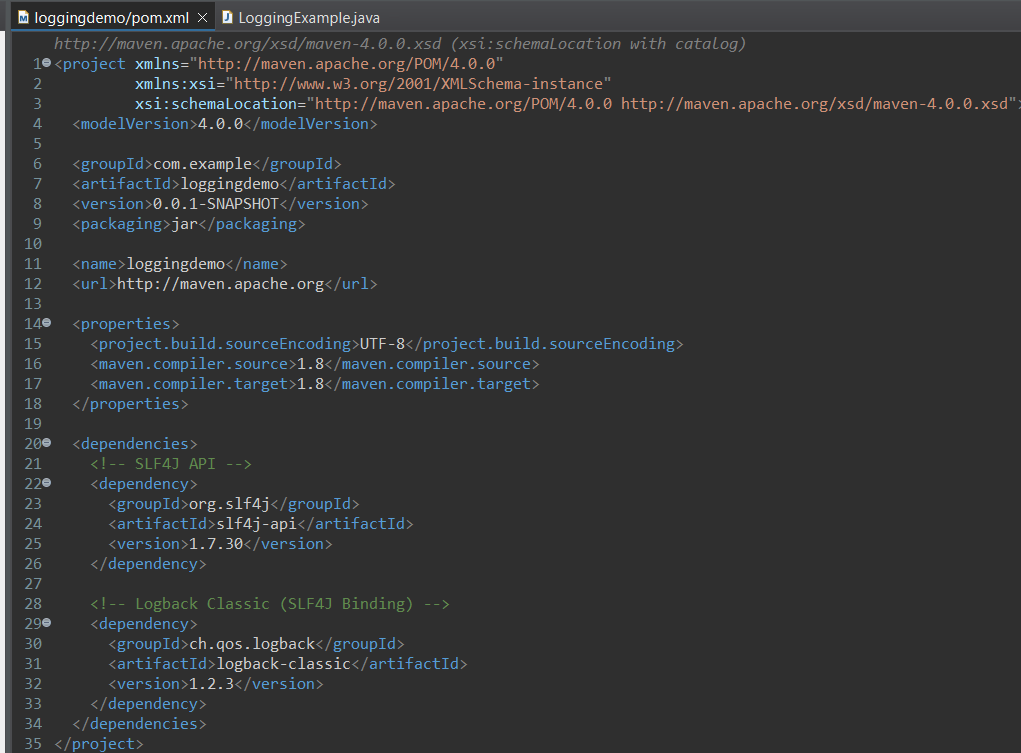 loggingdemo/pom.xml LoggingExample.java
http://maven.apache.org/xsd/maven-4.0.0.xsd (xsi:schemaLocation with catalog)
1 <project xmlns="http://maven.apache.org/POM/4.0.0"
2 xmlns:xsi="http://www.w3.org/2001/XMLSchema-instance"
3 xsi:schemaLocation="http://maven.apache.org/POM/4.0.0 http://maven.apache.org/xsd/maven-4.0.0.xsd">
4 <modelVersion>4.0.0</modelVersion>
5
6 <groupId>com.example</groupId>
7 <artifactId>loggingdemo</artifactId>
8 <version>0.0.1-SNAPSHOT</version>
9 <packaging>jar</packaging>
10
11 <name>loggingdemo</name>
12 <url>http://maven.apache.org</url>
13
14 <properties>
15 <project.build.sourceEncoding>UTF-8</project.build.sourceEncoding>
16 <maven.compiler.source>1.8</maven.compiler.source>
17 <maven.compiler.target>1.8</maven.compiler.target>
18 </properties>
19
20 <dependencies>
21 <!-- SLF4J API -->
22 <dependency>
23 <groupId>org.slf4j</groupId>
24 <artifactId>slf4j-api</artifactId>
25 <version>1.7.30</version>
26 </dependency>
27
28 <!-- Logback Classic (SLF4J Binding) -->
29 <dependency>
30 <groupId>ch.qos.logback</groupId>
31 <artifactId>logback-classic</artifactId>
32 <version>1.2.3</version>
33 </dependency>
34 </dependencies>
35 </project>